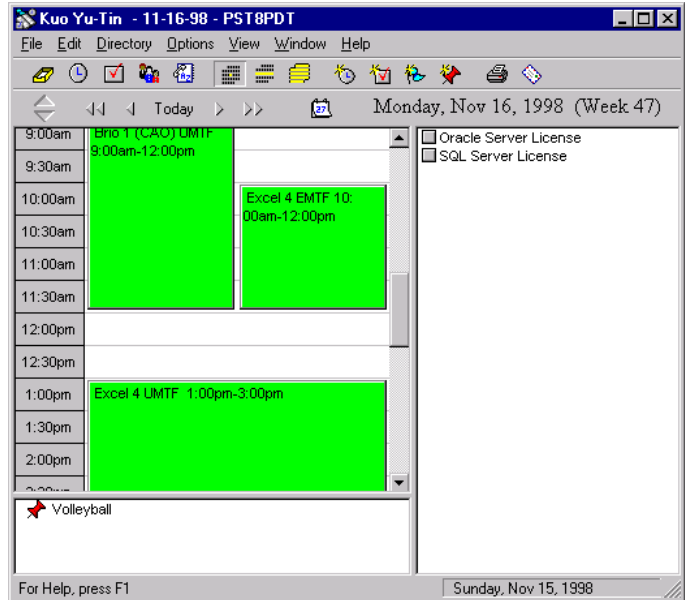 Kuo Yu-Tin - 11-16-98 - PST8PDT
File Edit Directory Options View Window Help
Today 27 Monday, Nov 16, 1998 (Week 47)
9:00am
9:30am
10:00am
10:30am
11:00am
11:30am
12:00pm
12:30pm
1:00pm
1:30pm
2:00pm
Brio 1 (CAO) UMTF
9:00am-12:00pm
Excel 4 EMTF 10:
00am-12:00pm
Excel 4 UMTF 1:00pm-3:00pm
Oracle Server License
SQL Server License
Volleyball
For Help, press F1
Sunday, Nov 15, 1998